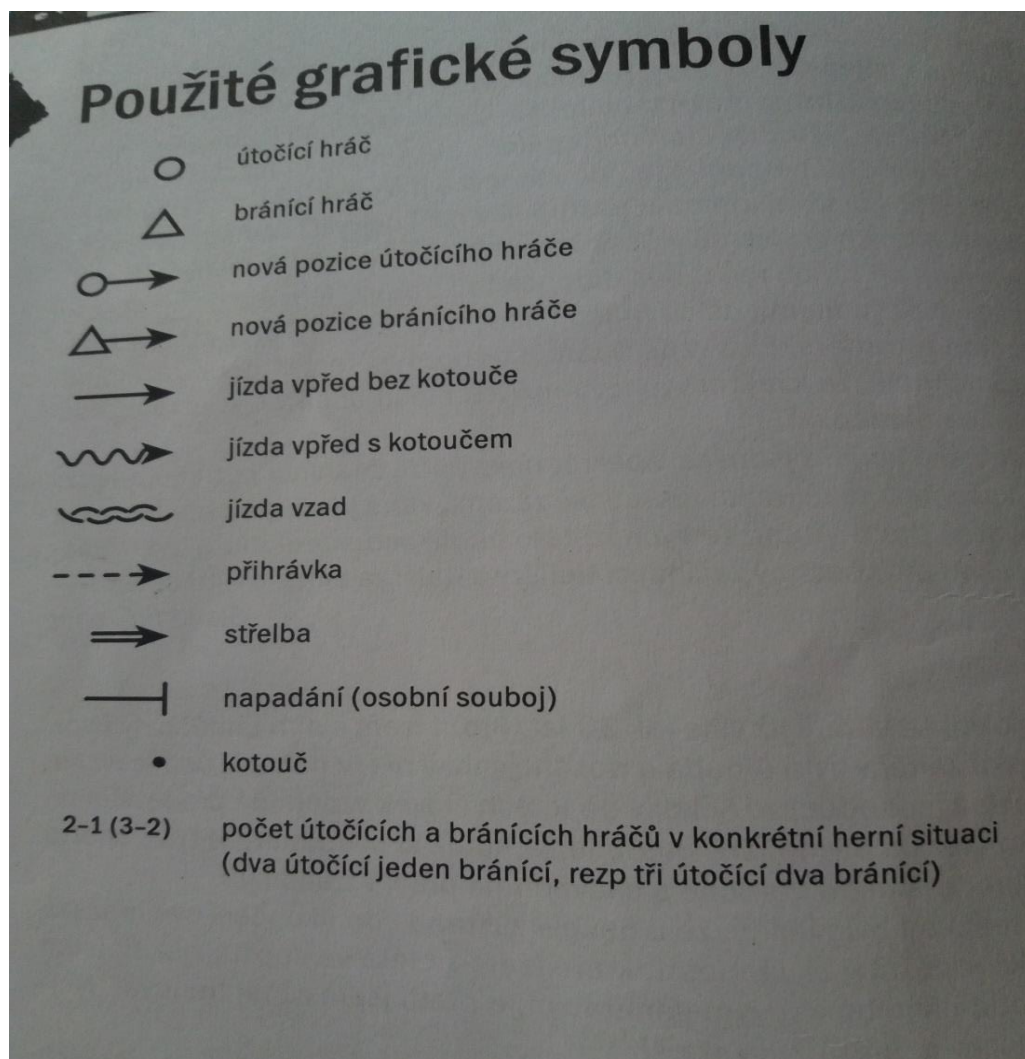 Použité grafické symboly
útočící hráč
bránící hráč
nová pozice útočícího hráče
nová pozice bránícího hráče
jízda vpřed bez kotouče
jízda vpřed s kotoučem
jízda vzad
přihrávka
střelba
napadání (osobní souboj)
kotouč
2–1 (3–2) počet útočících a bránících hráčů v konkrétní herní situaci
(dva útočící jeden bránící, rezp tři útočící dva bránící)